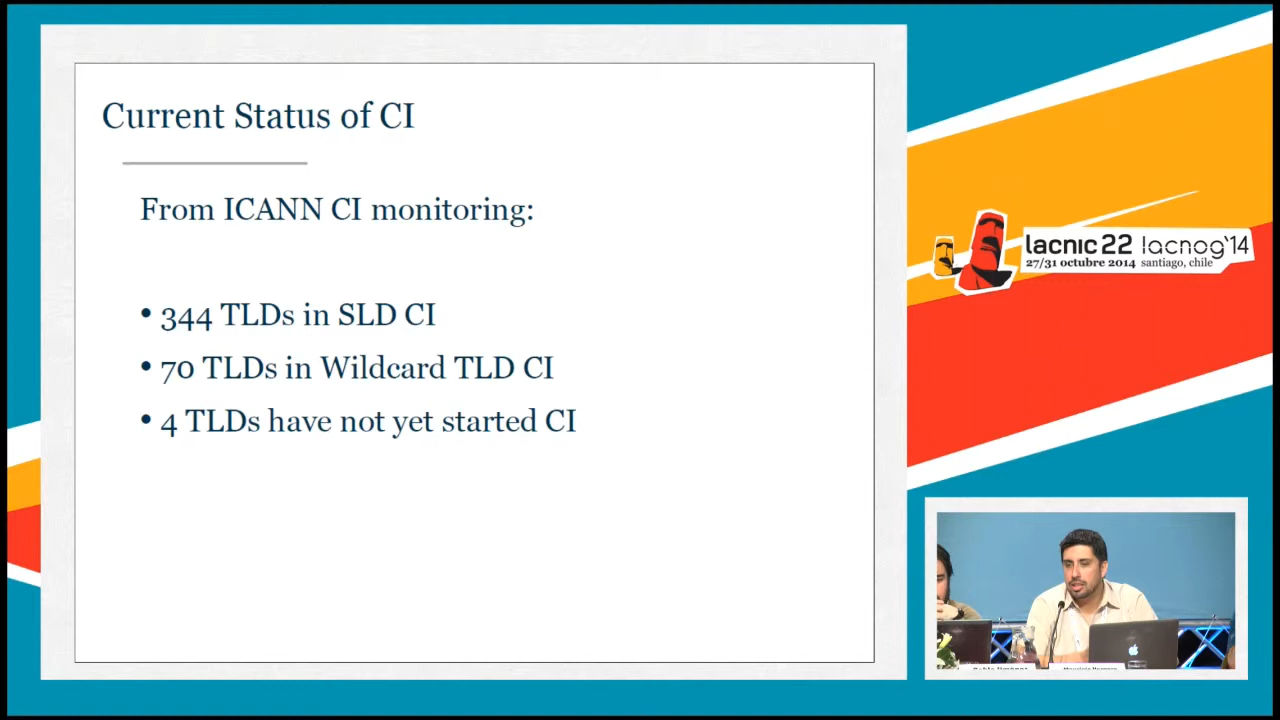 Current Status of CI
From ICANN CI monitoring:
• 344 TLDs in SLD CI
• 70 TLDs in Wildcard TLD CI
• 4 TLDs have not yet started CI
lacnic 22 lacnog'14
27/31 octubre 2014 santiago, chile